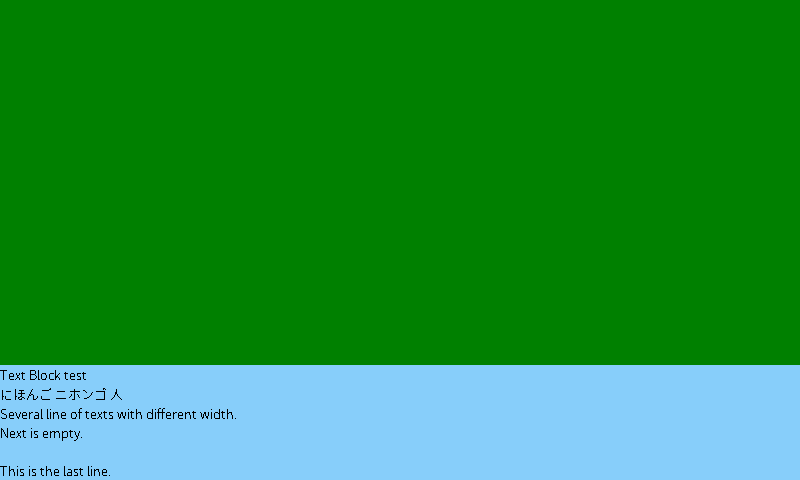 Text Block test
にほんご ニホンゴ 人
Several line of texts with different width.
Next is empty.

This is the last line.